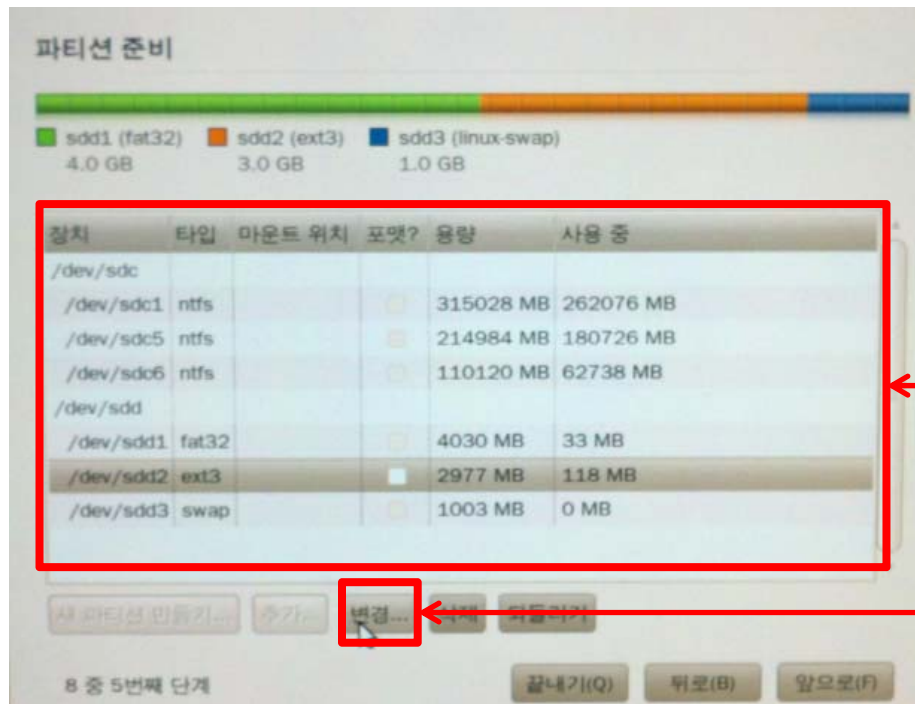 파티션 준비
sdd1 (fat32) sdd2 (ext3) sdd3 (linux-swap)
4.0 GB 3.0 GB 1.0 GB
장치 타입 마운트 위치 포맷? 용량 사용 중
/dev/sdc
/dev/sdc1 ntfs 315028 MB 262076 MB
/dev/sdc5 ntfs 214984 MB 180726 MB
/dev/sdc6 ntfs 110120 MB 62738 MB
/dev/sdd
/dev/sdd1 fat32 4030 MB 33 MB
/dev/sdd2 ext3 2977 MB 118 MB
/dev/sdd3 swap 1003 MB 0 MB
새 파티션 만들기... 추가... 변경... 삭제 되돌리기
8 중 5번째 단계 끝내기(Q) 뒤로(B) 앞으로(F)